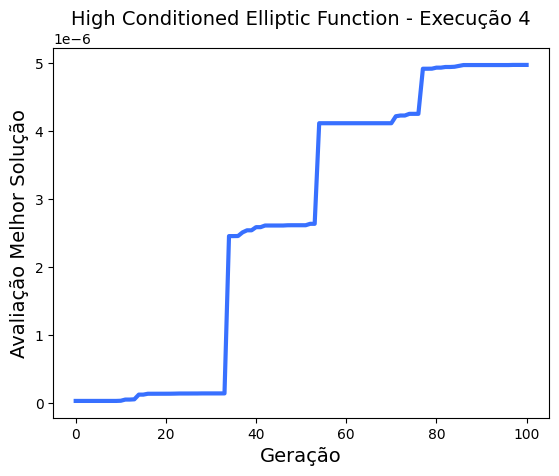 High Conditioned Elliptic Function - Execução 4
1e−6
5
4
3
2
1
0
Avaliação Melhor Solução
0 20 40 60 80 100
Geração